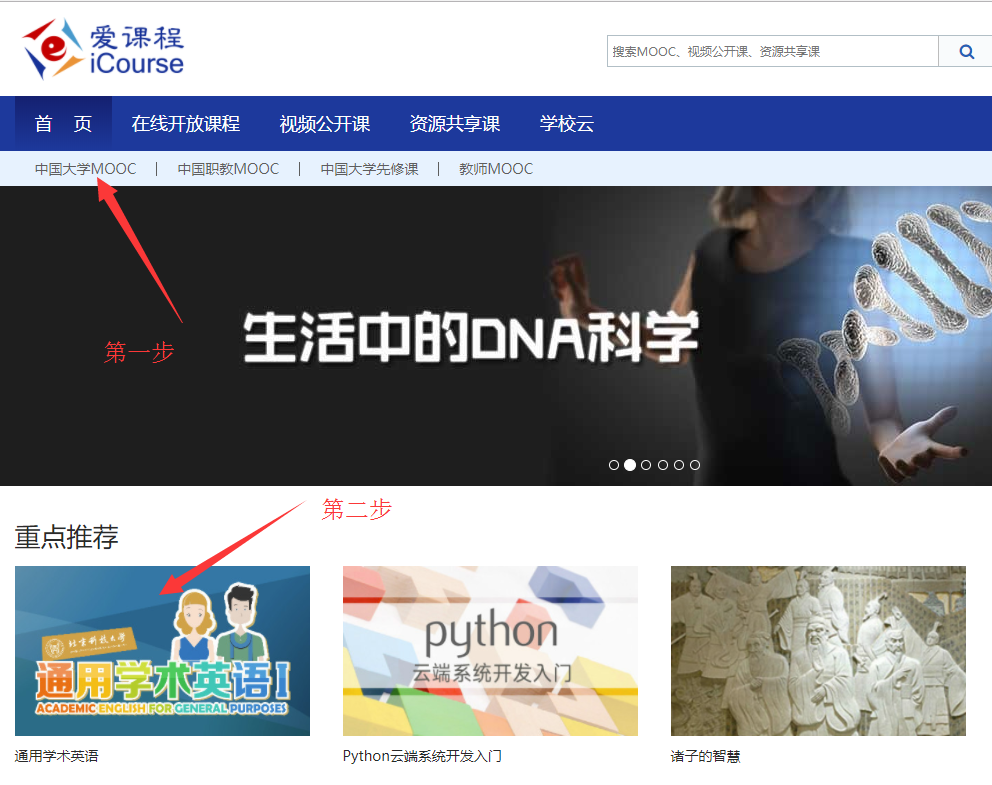 爱课程
iCourse
搜索MOOC、视频公开课、资源共享课
首 页 在线开放课程 视频公开课 资源共享课 学校云
中国大学MOOC | 中国职教MOOC | 中国大学先修课 | 教师MOOC
第一步
生活中的DNA科学
第二步
重点推荐
北京科技大学
通用学术英语I
ACADEMIC ENGLISH FOR GENERAL PURPOSES
python
云端系统开发入门
通用学术英语 Python云端系统开发入门 诸子的智慧